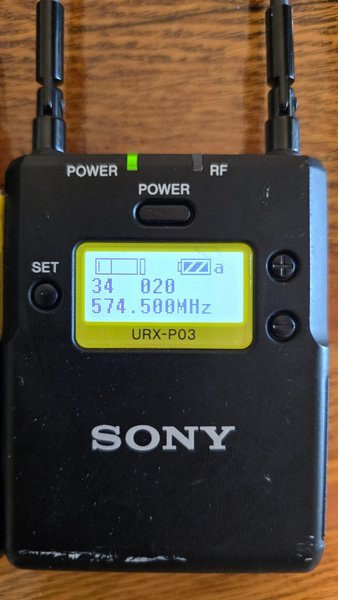 POWER RF
POWER
SET
a
34 020
574.500MHz
URX-P03
SONY